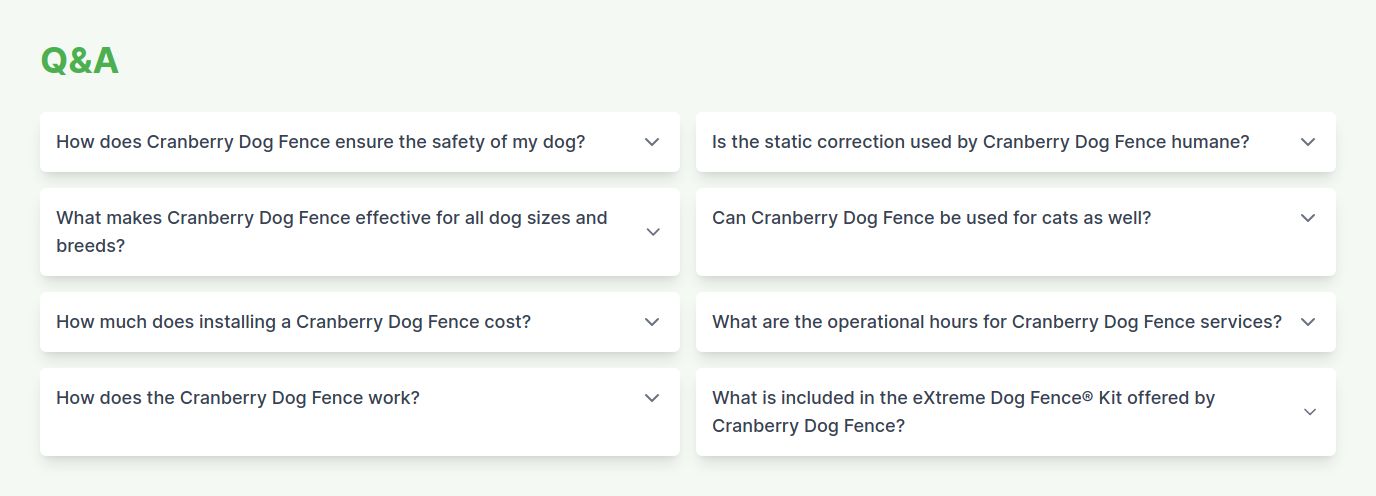 Q&A
How does Cranberry Dog Fence ensure the safety of my dog?
Is the static correction used by Cranberry Dog Fence humane?
What makes Cranberry Dog Fence effective for all dog sizes and
breeds?
Can Cranberry Dog Fence be used for cats as well?
How much does installing a Cranberry Dog Fence cost?
What are the operational hours for Cranberry Dog Fence services?
How does the Cranberry Dog Fence work?
What is included in the eXtreme Dog Fence® Kit offered by
Cranberry Dog Fence?